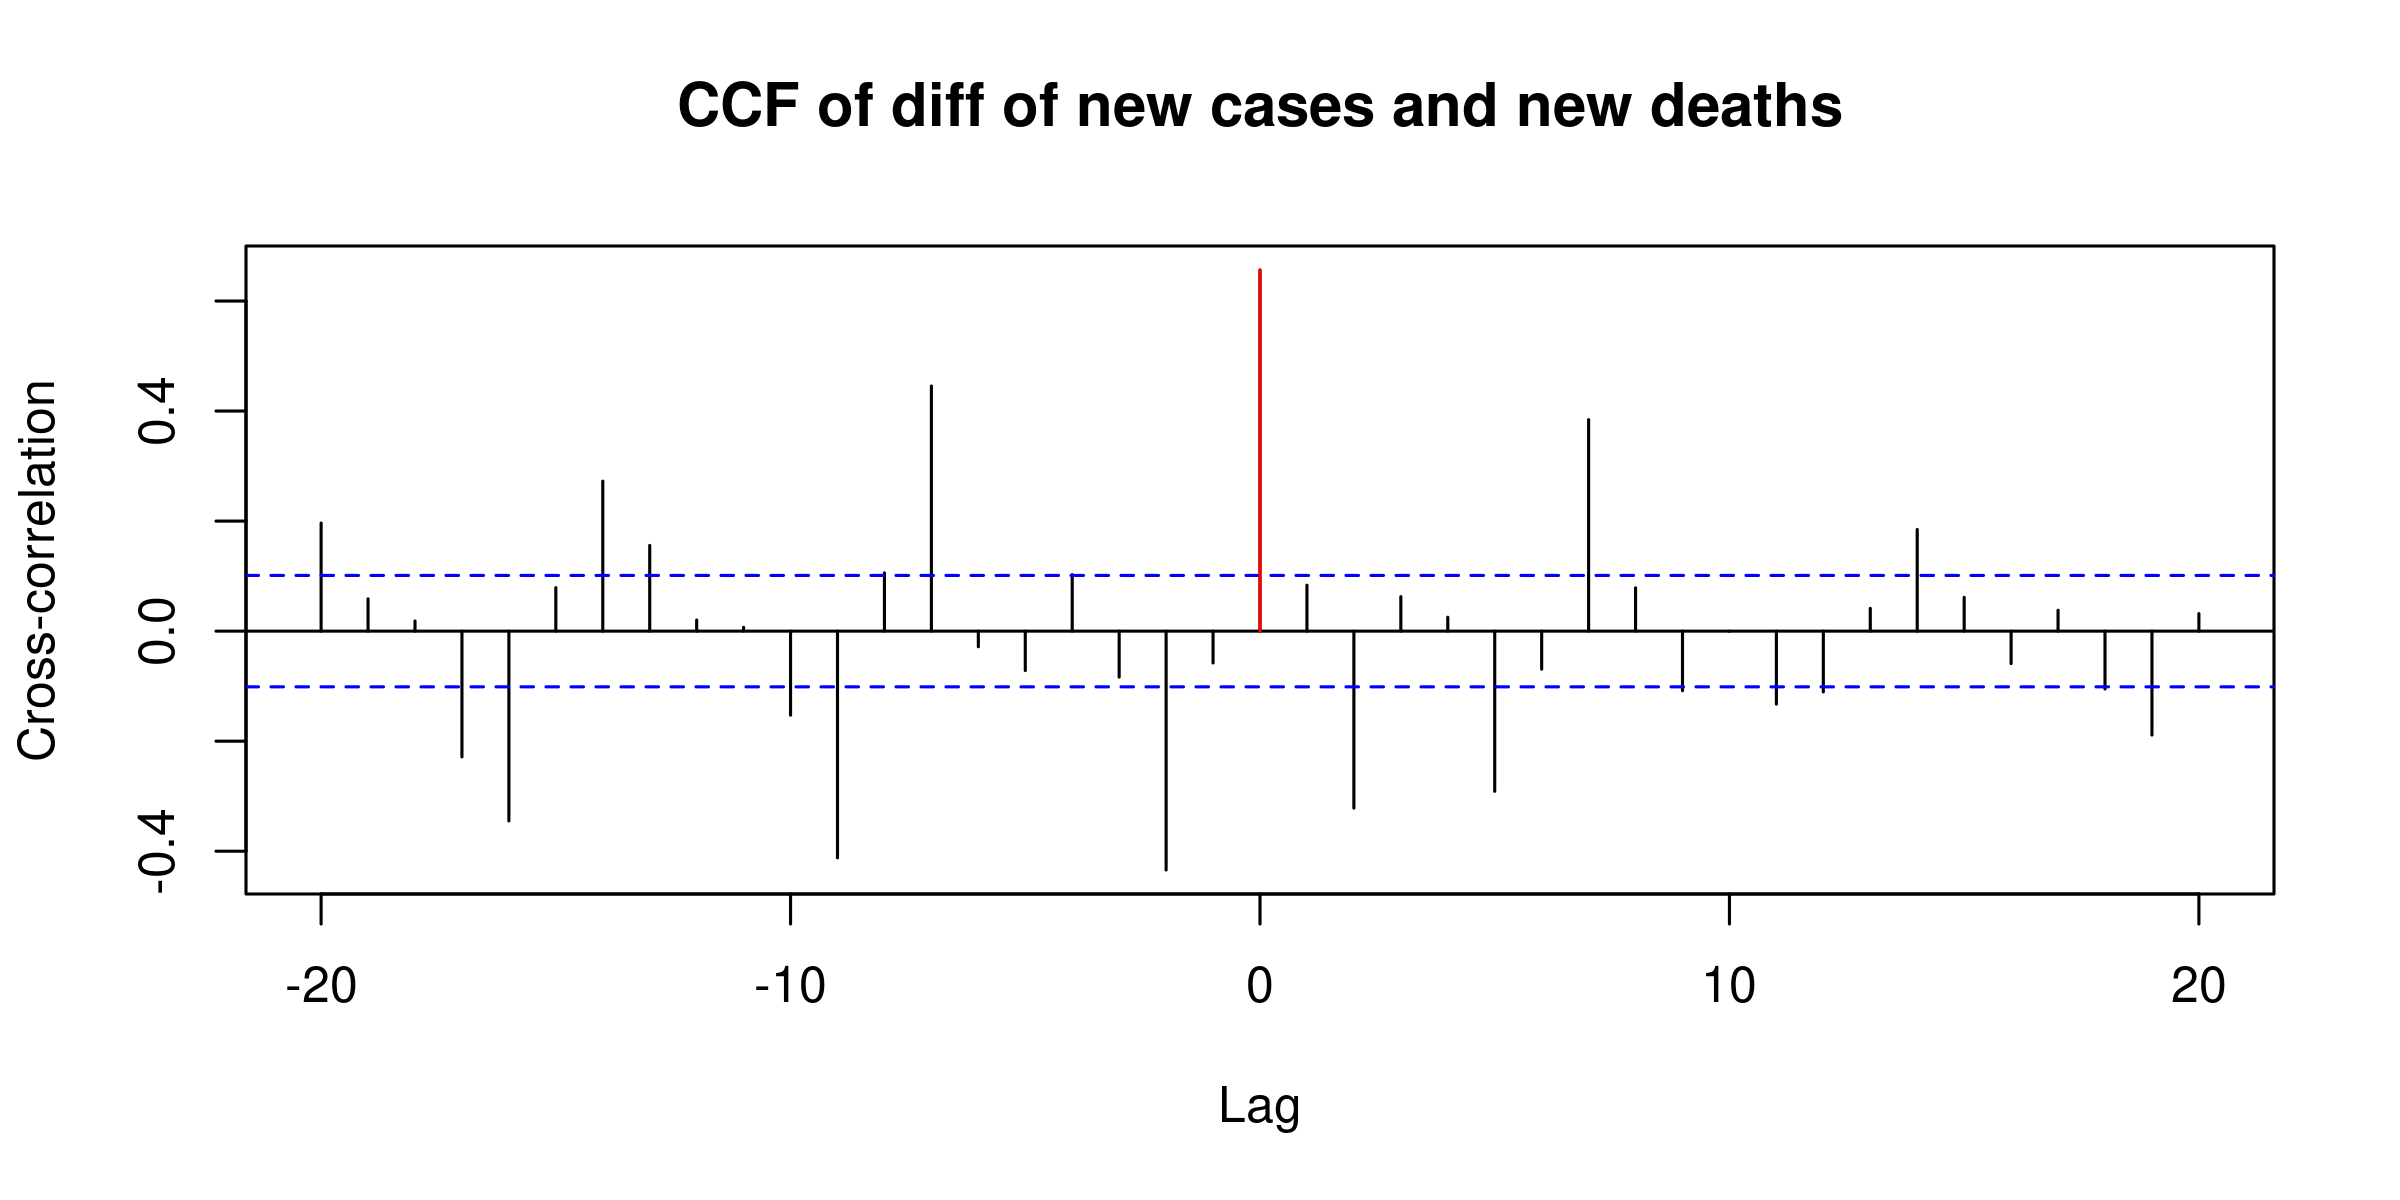 CCF of diff of new cases and new deaths
Cross-correlation
0.4
0.0
-0.4
-20 -10 0 10 20
Lag